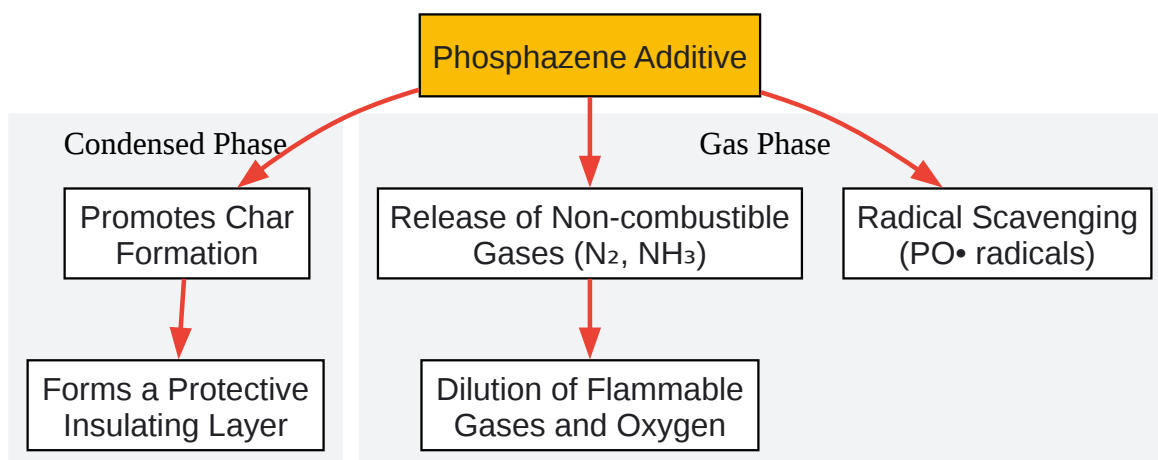 Phosphazene Additive
Condensed Phase
Gas Phase
Promotes Char
Formation
Release of Non-combustible
Gases (N₂, NH₃)
Radical Scavenging
(PO• radicals)
Forms a Protective
Insulating Layer
Dilution of Flammable
Gases and Oxygen